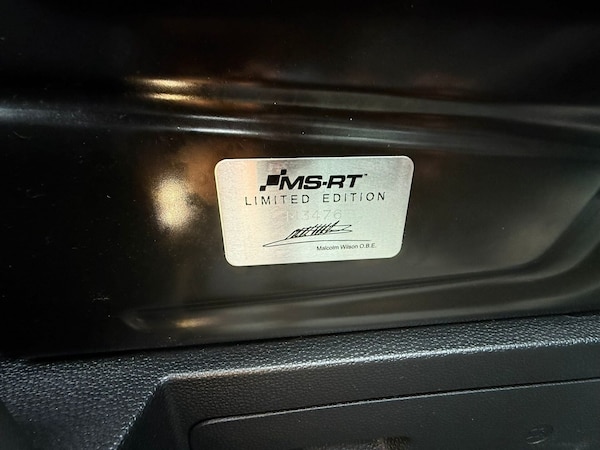 MS-RT
LIMITED EDITION
Malcolm Wilson O.B.E.